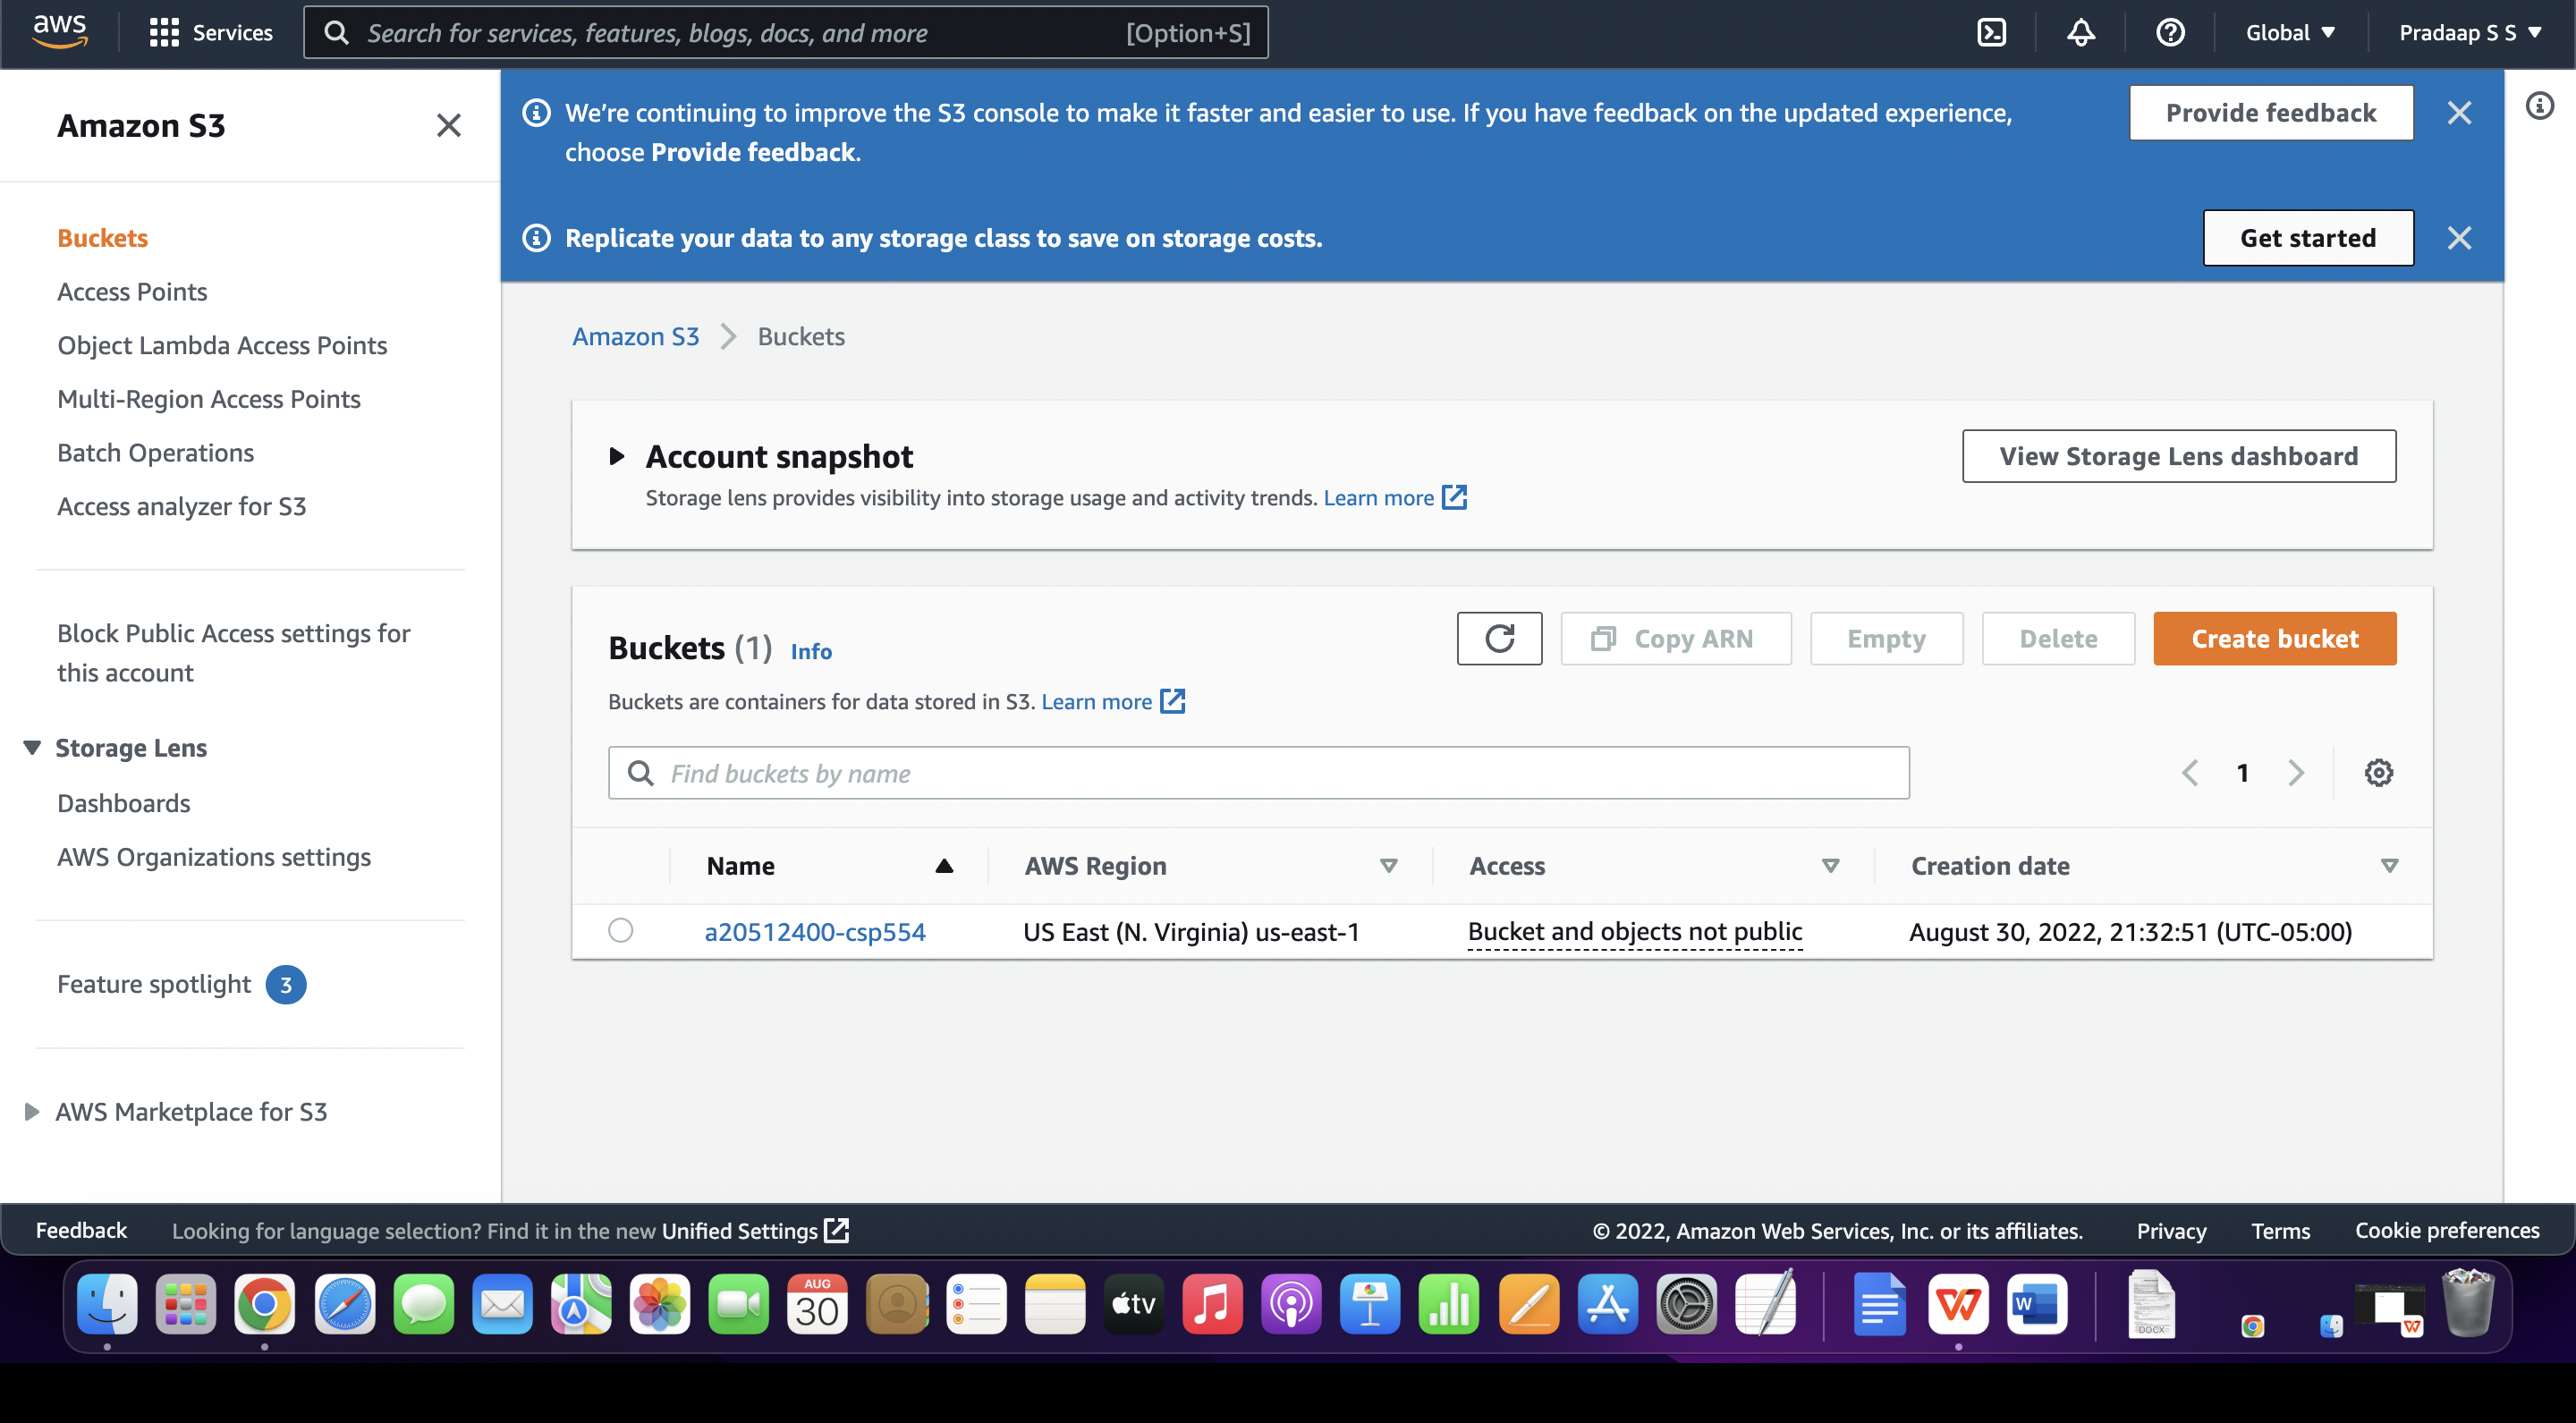 aws
Services
Search for services, features, blogs, docs, and more
[Option+S]
Global
Pradaap S S
Amazon S3
Buckets
Access Points
Object Lambda Access Points
Multi-Region Access Points
Batch Operations
Access analyzer for S3
Block Public Access settings for
this account
Storage Lens
Dashboards
AWS Organizations settings
Feature spotlight 3
AWS Marketplace for S3
We're continuing to improve the S3 console to make it faster and easier to use. If you have feedback on the updated experience,
choose Provide feedback.
Provide feedback
Replicate your data to any storage class to save on storage costs.
Get started
Amazon S3 Buckets
Account snapshot
Storage lens provides visibility into storage usage and activity trends. Learn more
View Storage Lens dashboard
Buckets (1) Info
Copy ARN
Empty
Delete
Create bucket
Buckets are containers for data stored in S3. Learn more
Find buckets by name
1
Name AWS Region Access Creation date
a20512400-csp554 US East (N. Virginia) us-east-1 Bucket and objects not public August 30, 2022, 21:32:51 (UTC-05:00)
Feedback
Looking for language selection? Find it in the new Unified Settings
© 2022, Amazon Web Services, Inc. or its affiliates.
Privacy
Terms
Cookie preferences
AUG
30
tv
W
W
DOCX
W